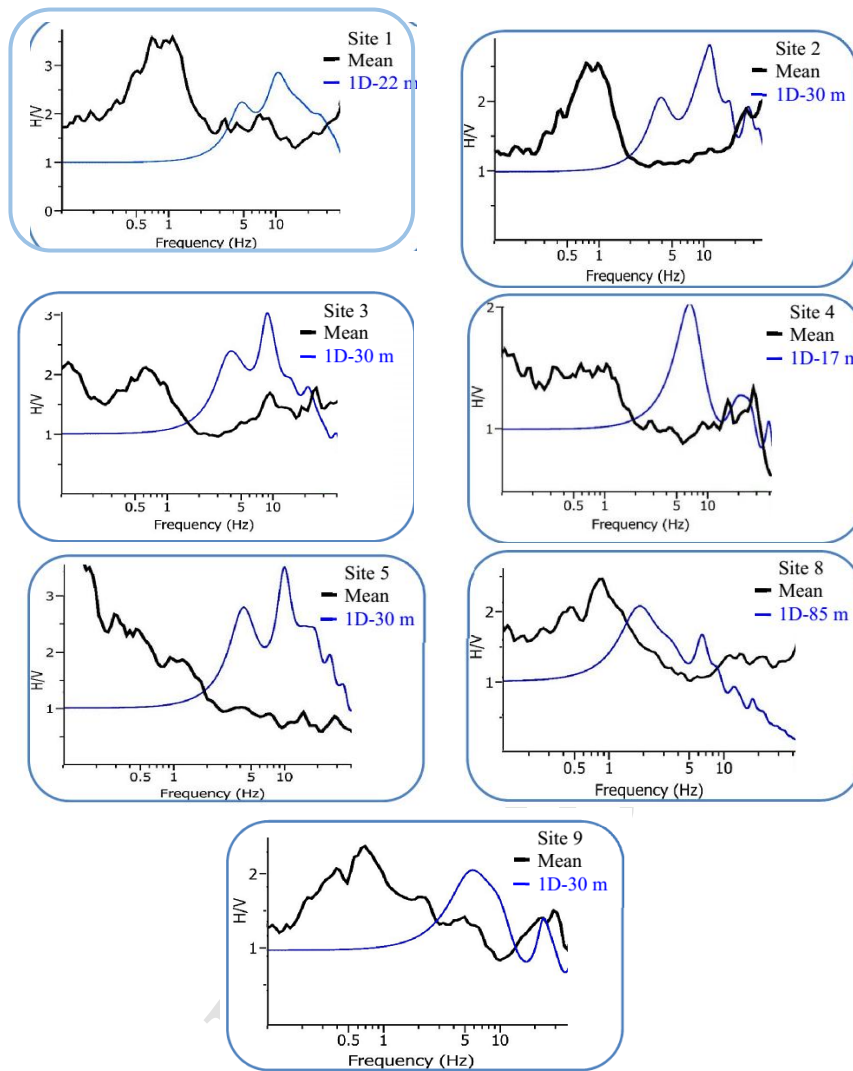 Site 1
Mean
1D-22 m
3
2
1
0
H/V
0.5 1 5 10
Frequency (Hz)
Site 2
Mean
1D-30 m
2
1
H/V
0.5 1 5 10
Frequency (Hz)
Site 3
Mean
1D-30 m
3
2
1
H/V
0.5 1 5 10
Frequency (Hz)
Site 4
Mean
1D-17 m
2
1
H/V
0.5 1 5 10
Frequency (Hz)
Site 5
Mean
1D-30 m
3
2
1
H/V
0.5 1 5 10
Frequency (Hz)
Site 8
Mean
1D-85 m
2
1
H/V
0.5 1 5 10
Frequency (Hz)
Site 9
Mean
1D-30 m
2
1
H/V
0.5 1 5 10
Frequency (Hz)